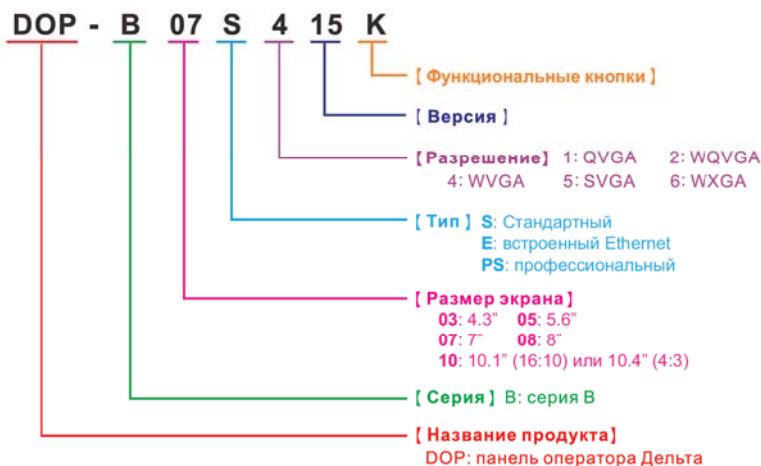 DOP - B 07 S 4 15 K
[ Функциональные кнопки ]
[ Версия ]
[ Разрешение] 1: QVGA 2: WQVGA
4: WVGA 5: SVGA 6: WXGA
[ Тип ] S: Стандартный
E: встроенный Ethernet
PS: профессиональный
[ Размер экрана]
03: 4.3” 05: 5.6”
07: 7¨ 08: 8¨
10: 10.1” (16:10) или 10.4” (4:3)
[ Серия ] B: серия B
[ Название продукта]
DOP: панель оператора Дельта